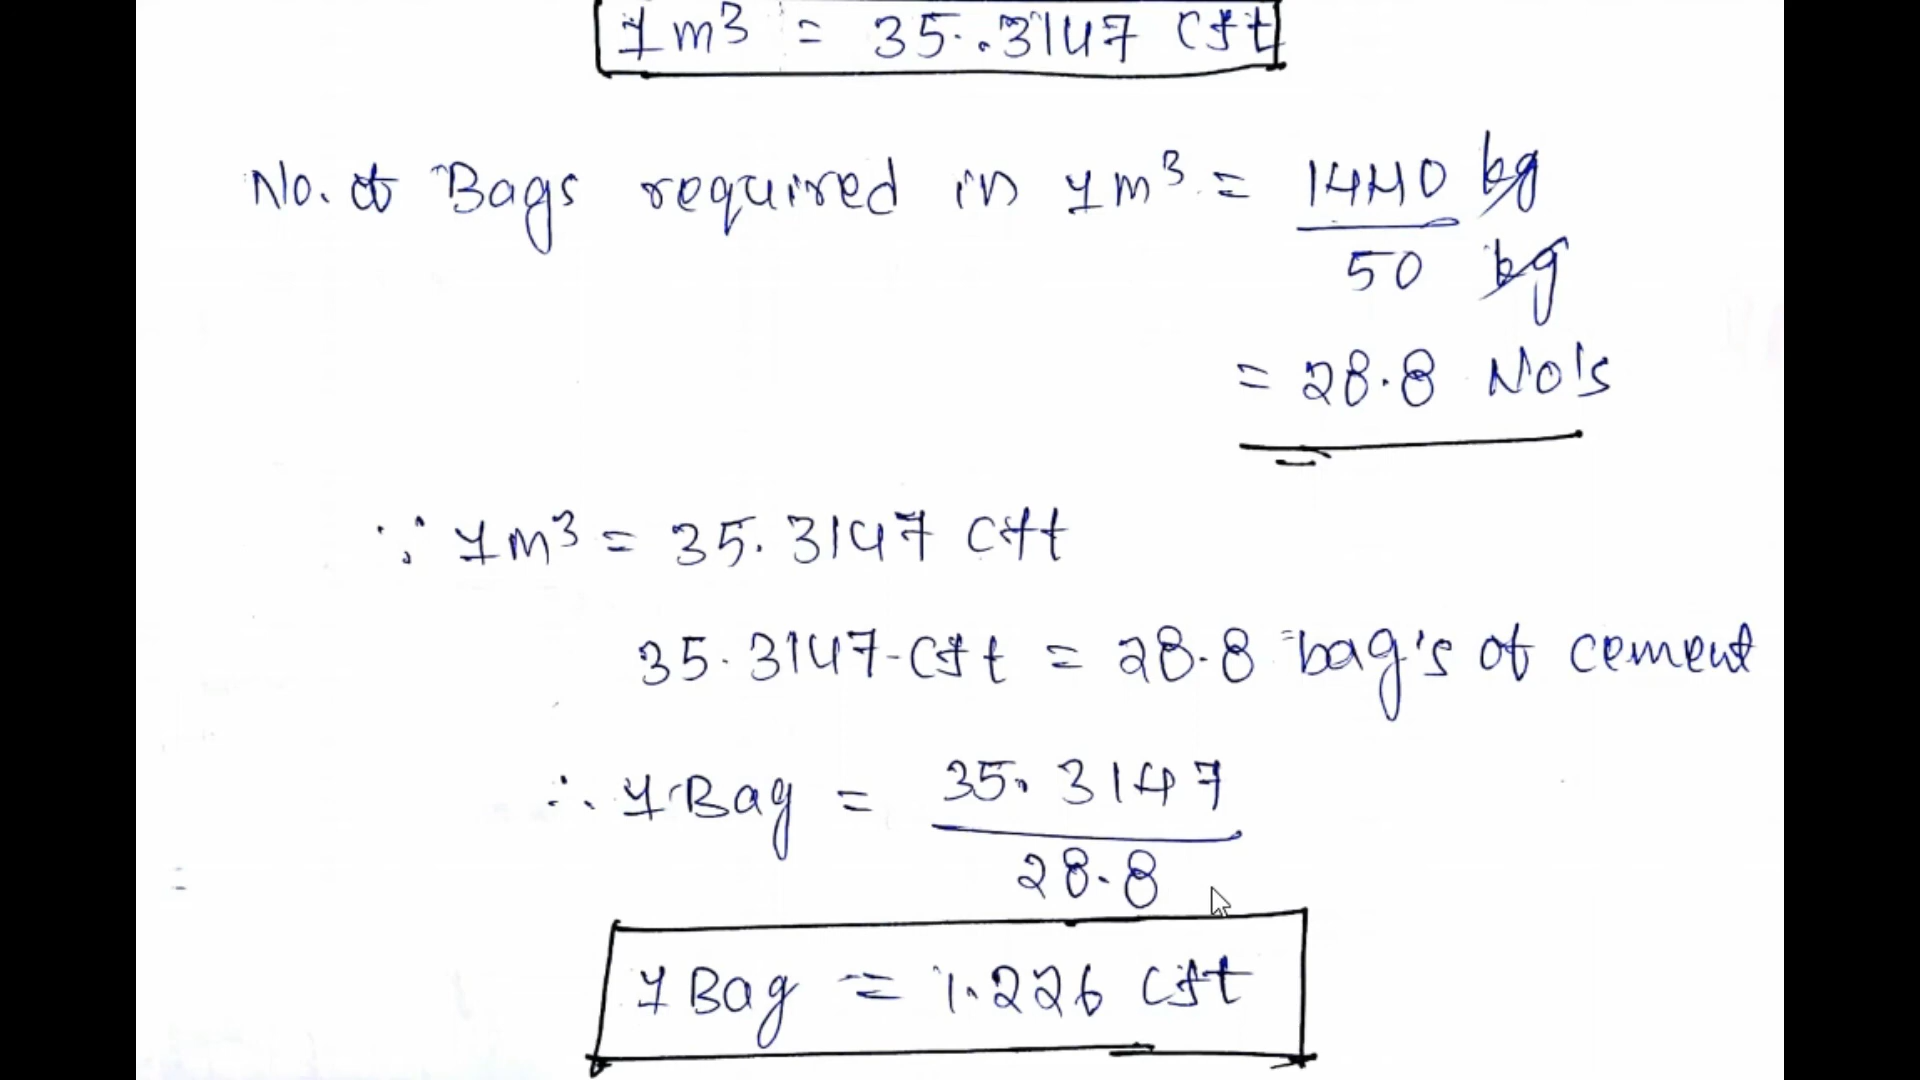 1m³ = 35.3147 Cft
No. of Bags required in 1m³ = 1440 kg
50 kg
= 28.8 No's
∵ 1m³ = 35.3147 Cft
35.3147 Cft = 28.8 bag's of cement
∴ 1 Bag = 35.3147
28.8
1 Bag = 1.226 Cft